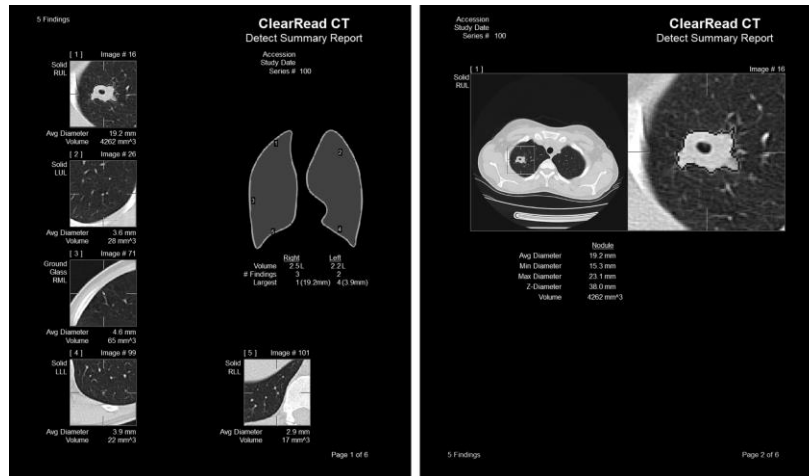 5 Findings
ClearRead CT
Detect Summary Report
Accession
Study Date
Series # 100
[ 1 ] Image # 16
Solid
RUL
Avg Diameter 19.2 mm
Volume 4262 mm^3
[ 2 ] Image # 26
Solid
LUL
Avg Diameter 3.6 mm
Volume 28 mm^3
[ 3 ] Image # 71
Ground
Glass
RML
Avg Diameter 4.6 mm
Volume 65 mm^3
[ 4 ] Image # 99
Solid
LLL
Avg Diameter 3.9 mm
Volume 22 mm^3
Right Left
Volume 2.5 L 2.2 L
# Findings 3 2
Largest 1 (19.2mm) 4 (3.9mm)
[ 5 ] Image # 101
Solid
RLL
Avg Diameter 2.9 mm
Volume 17 mm^3
Page 1 of 6
Accession
Study Date
Series # 100
ClearRead CT
Detect Summary Report
[ 1 ] Image # 16
Solid
RUL
Nodule
Avg Diameter 19.2 mm
Min Diameter 15.3 mm
Max Diameter 23.1 mm
Z-Diameter 38.0 mm
Volume 4262 mm^3
5 Findings
Page 2 of 6